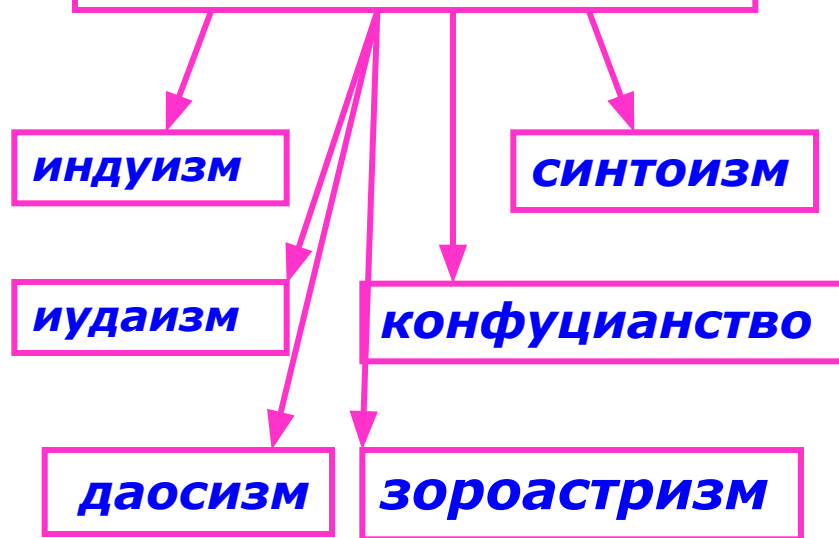 индуизм
синтоизм
иудаизм
конфуцианство
даосизм
зороастризм